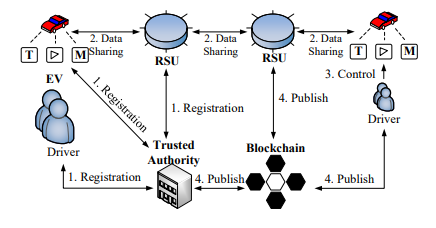 2. Data
Sharing
RSU
2. Data
Sharing
RSU
2. Data
Sharing
T
M
T
M
EV
1. Registration
3. Control
1. Registration
4. Publish
Driver
Driver
Trusted
Authority
Blockchain
1. Registration
4. Publish
4. Publish